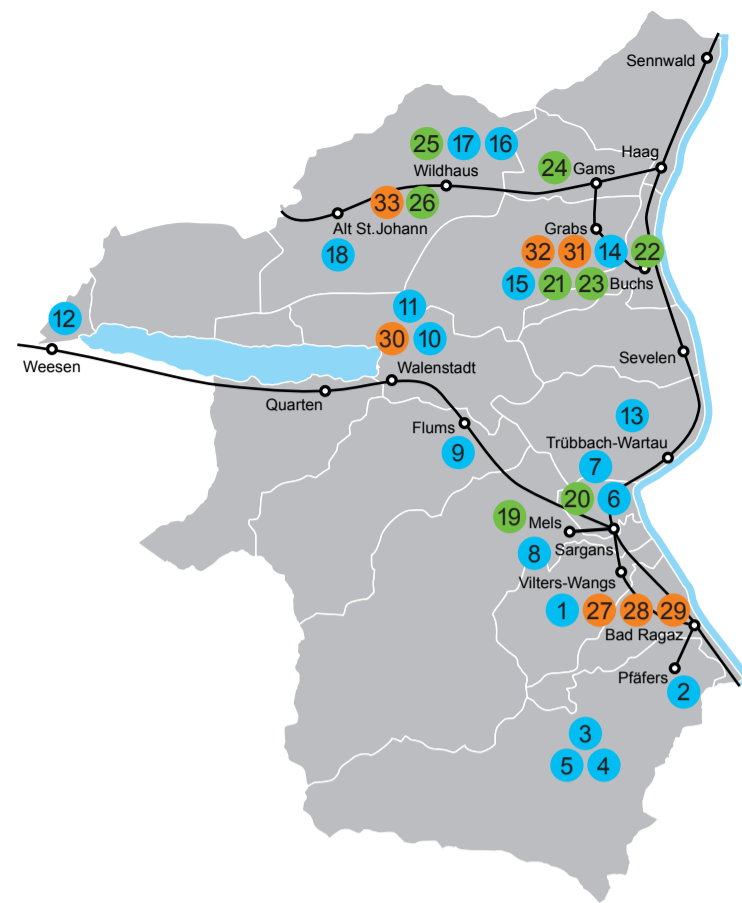 Sennwald
Haag
25 17 16
24 Gams
Wildhaus
33 26
Alt St.Johann
18
Grabs
32 31 14 22
15 21 23 Buchs
11
12
30 10
Weesen
Walenstadt
Sevelen
Quarten
13
Flums
9
Trübbach-Wartau
7
20 6
19 Mels
Sargans
8
Vilters-Wangs
1 27 28 29
Bad Ragaz
Pfäfers
2
3
5 4